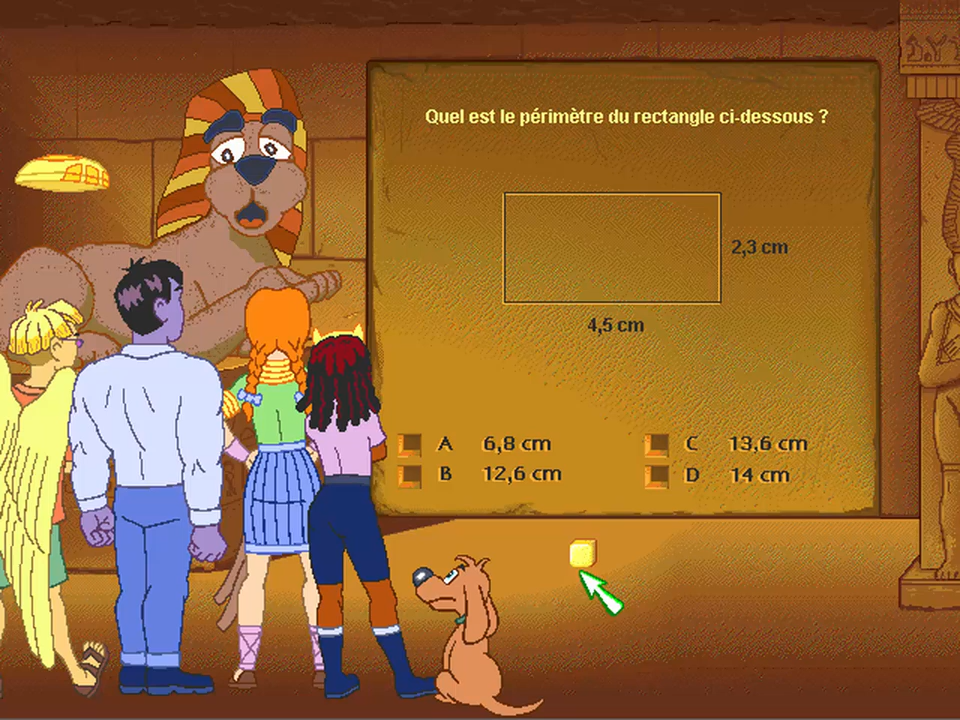 Quel est le périmètre du rectangle ci-dessous ?
2,3 cm
4,5 cm
A 6,8 cm
B 12,6 cm
C 13,6 cm
D 14 cm